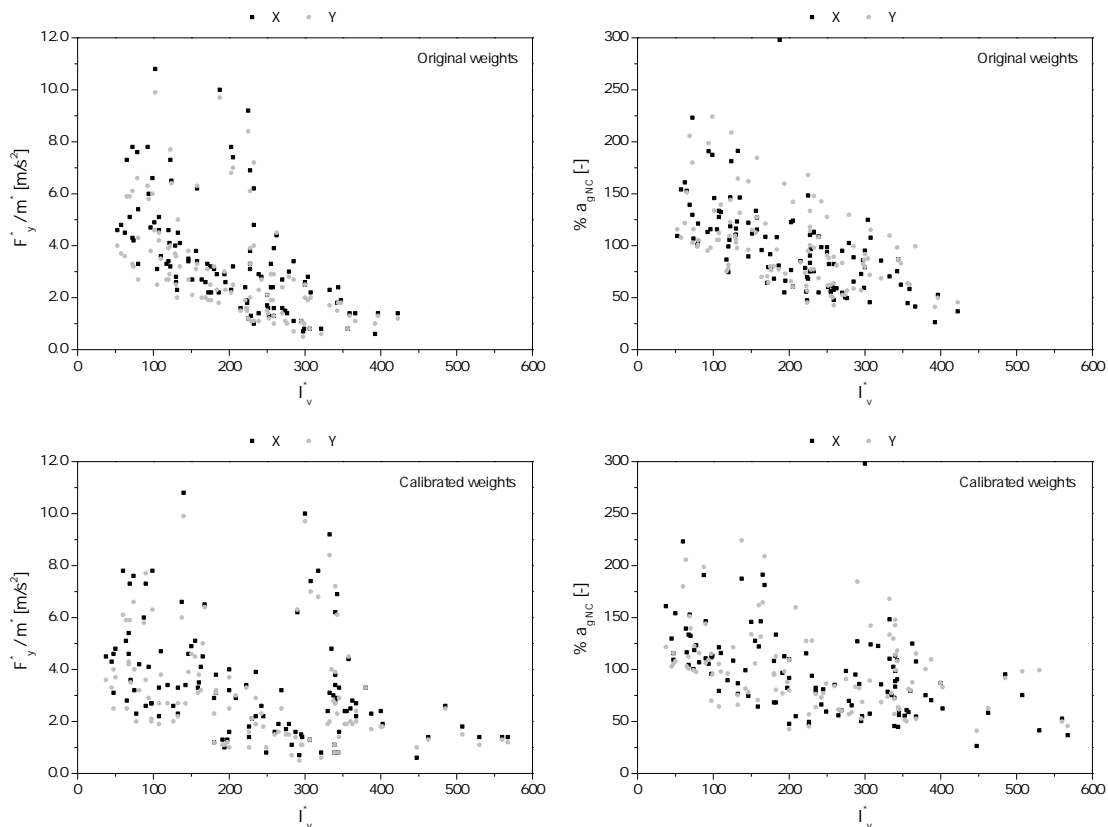 X Y
12.0
10.0
8.0
6.0
4.0
2.0
0.0
F*y / m* [m/s²]
Original weights
0 100 200 300 400 500 600
I*v
X Y
300
250
200
150
100
50
0
% agNC [-]
Original weights
0 100 200 300 400 500 600
I*v
X Y
12.0
10.0
8.0
6.0
4.0
2.0
0.0
F*y / m* [m/s²]
Calibrated weights
0 100 200 300 400 500 600
I*v
X Y
300
250
200
150
100
50
0
% agNC [-]
Calibrated weights
0 100 200 300 400 500 600
I*v